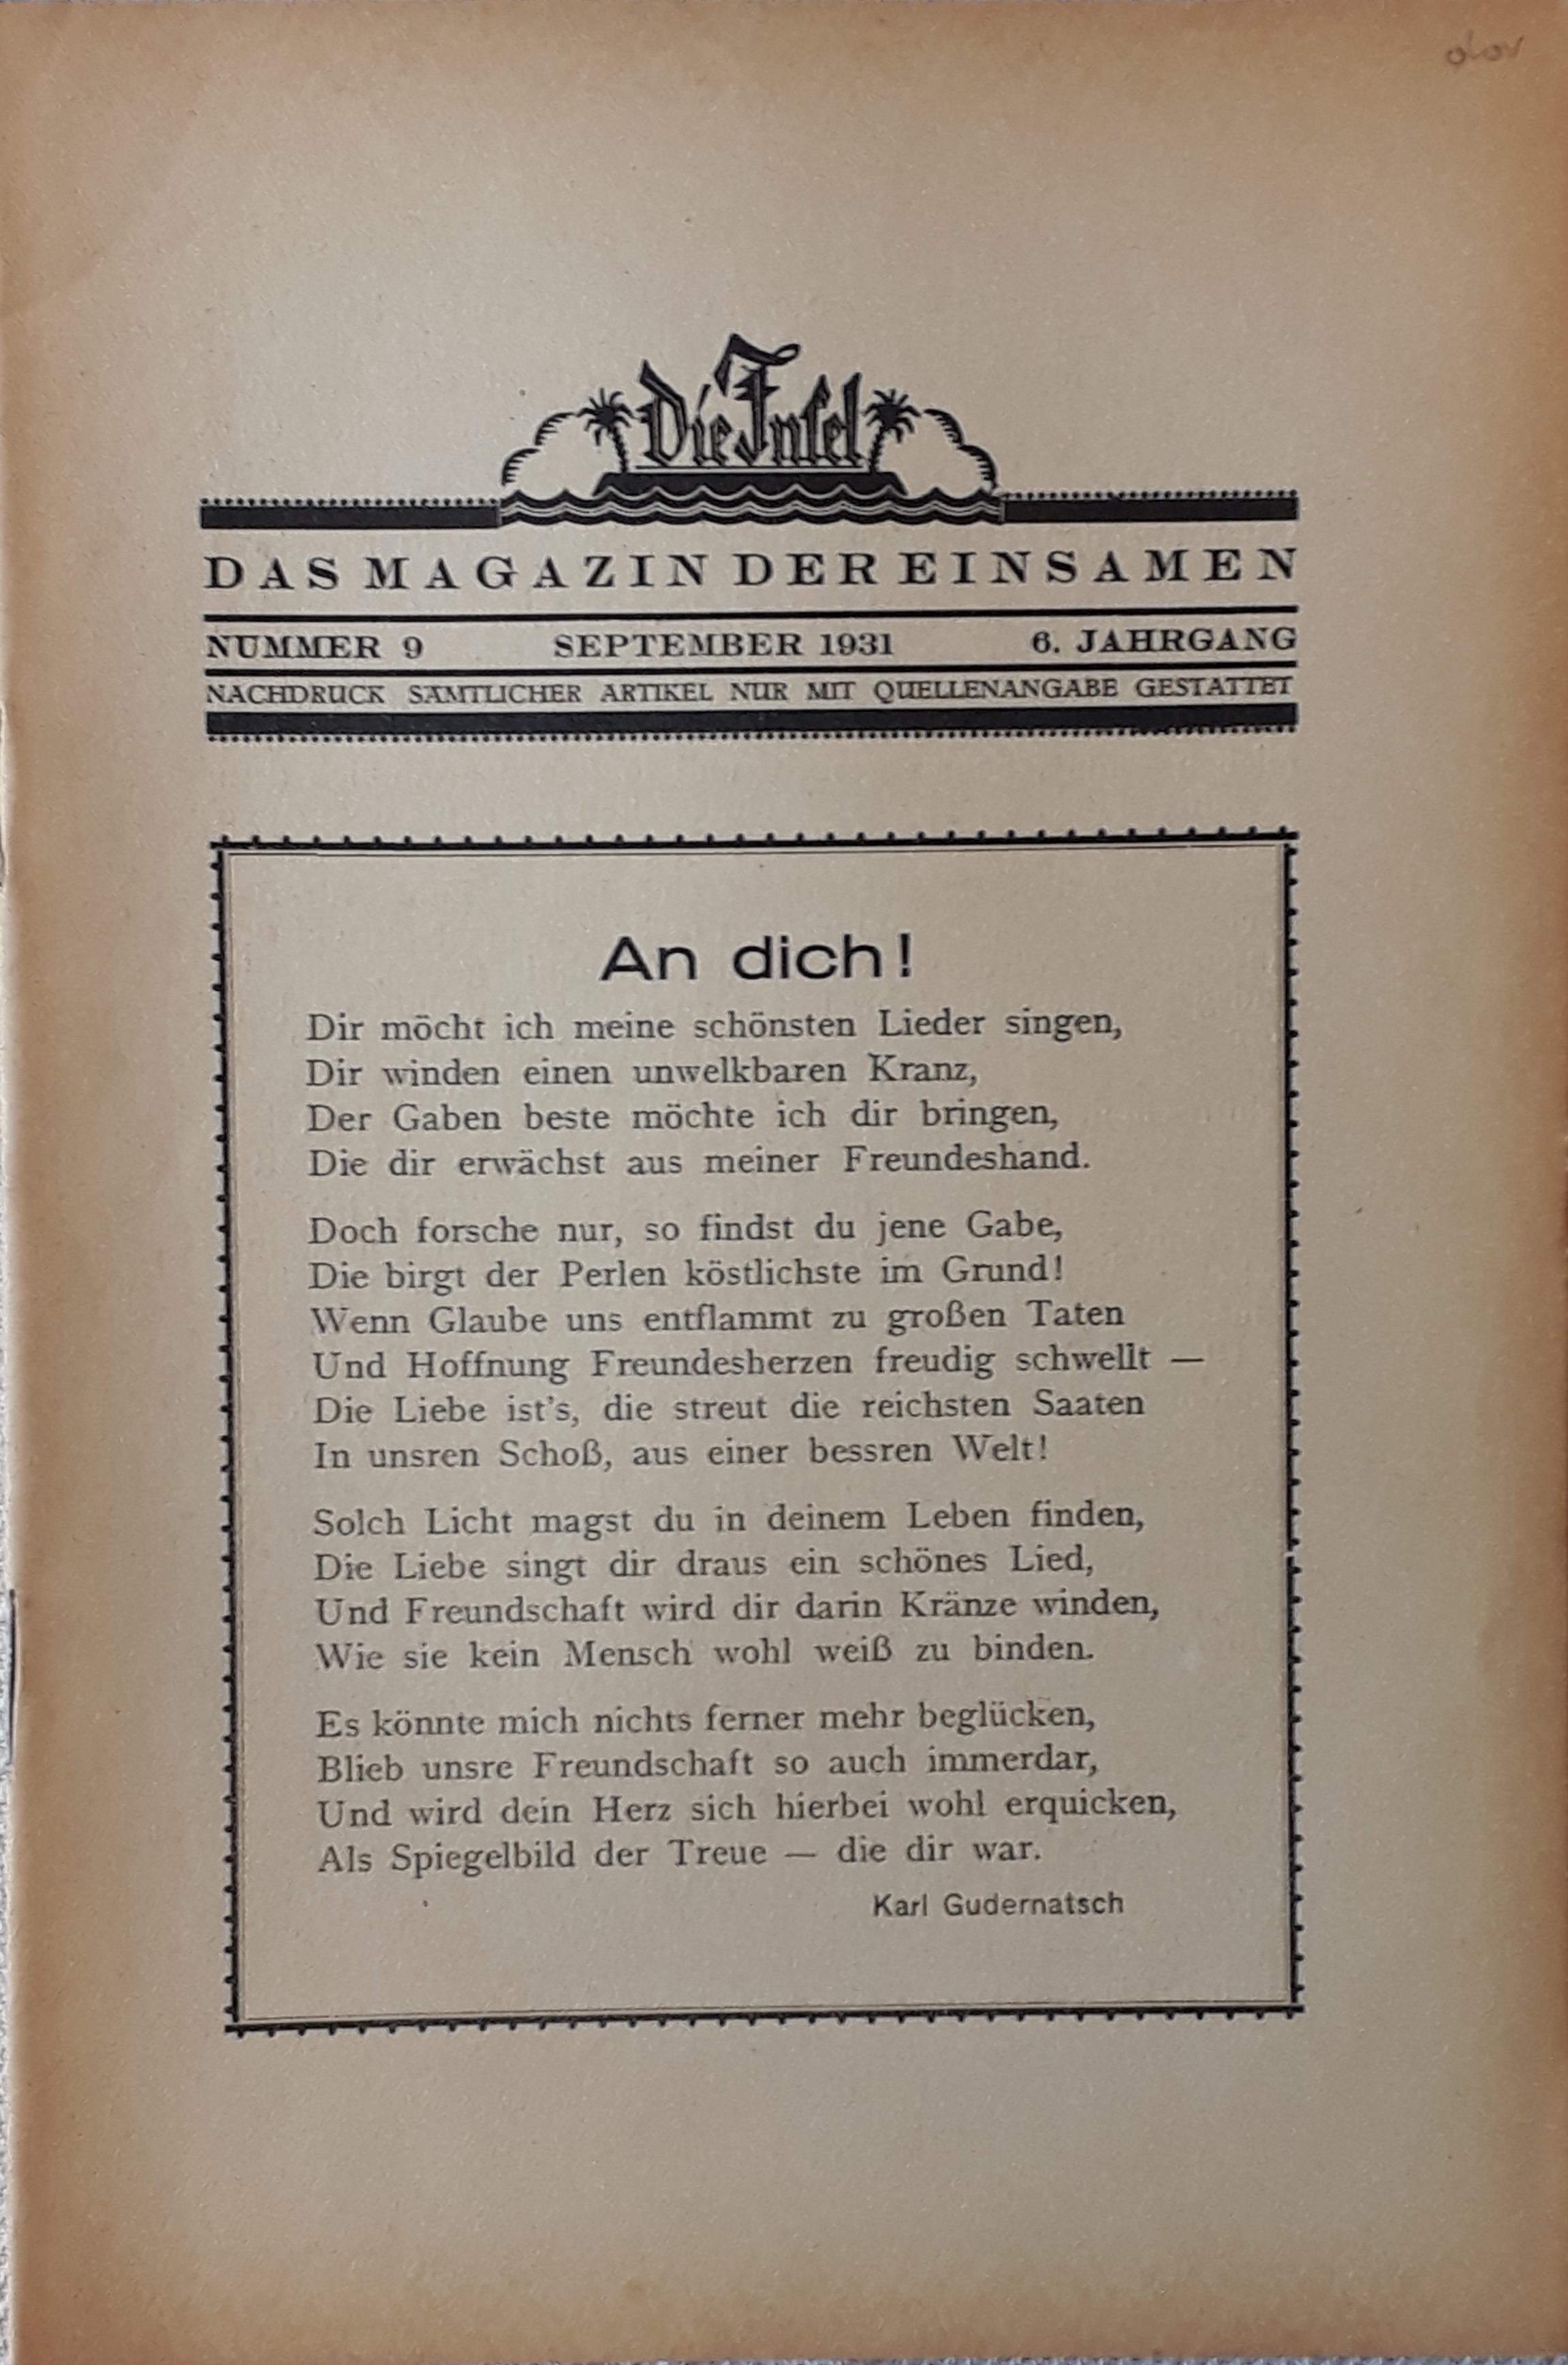 Die Insel
DAS MAGAZIN DER EINSAMEN
NUMMER 9 SEPTEMBER 1931 6. JAHRGANG
NACHDRUCK SÄMTLICHER ARTIKEL NUR MIT QUELLENANGABE GESTATTET
An dich!
Dir möcht ich meine schönsten Lieder singen,
Dir winden einen unwelkbaren Kranz,
Der Gaben beste möchte ich dir bringen,
Die dir erwächst aus meiner Freundeshand.
Doch forsche nur, so findst du jene Gabe,
Die birgt der Perlen köstlichste im Grund!
Wenn Glaube uns entflammt zu großen Taten
Und Hoffnung Freundesherzen freudig schwellt —
Die Liebe ist's, die streut die reichsten Saaten
In unsren Schoß, aus einer bessren Welt!
Solch Licht magst du in deinem Leben finden,
Die Liebe singt dir draus ein schönes Lied,
Und Freundschaft wird dir darin Kränze winden,
Wie sie kein Mensch wohl weiß zu binden.
Es könnte mich nichts ferner mehr beglücken,
Blieb unsre Freundschaft so auch immerdar,
Und wird dein Herz sich hierbei wohl erquicken,
Als Spiegelbild der Treue — die dir war.
Karl Gudernatsch